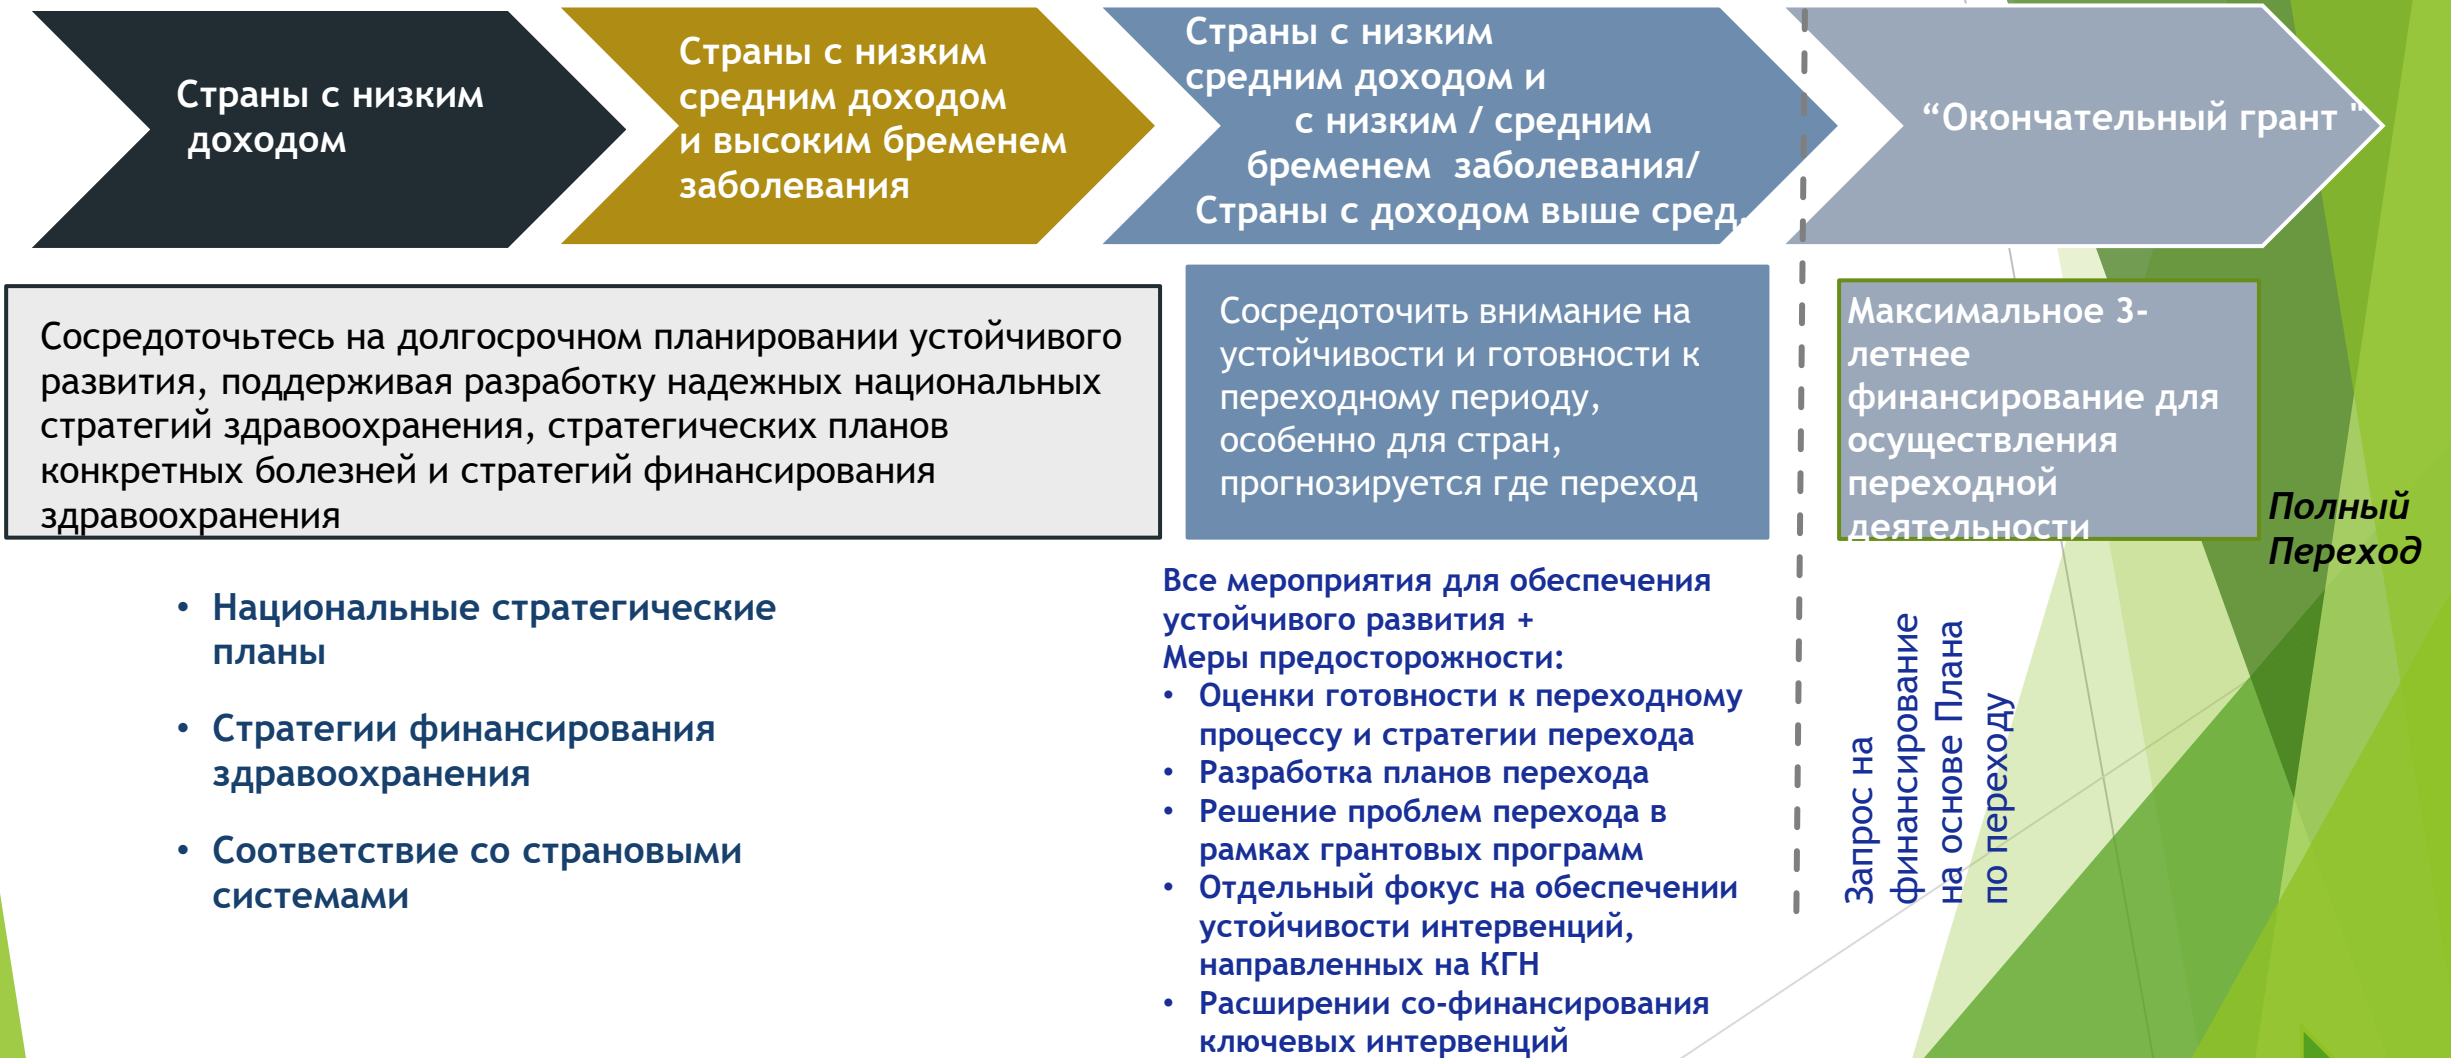 Страны с низким
доходом
Страны с низким
средним доходом
и высоким бременем
заболевания
Страны с низким
средним доходом и
с низким / средним
бременем заболевания/
Страны с доходом выше сред.
“Окончательный грант "
Сосредоточьтесь на долгосрочном планировании устойчивого
развития, поддерживая разработку надежных национальных
стратегий здравоохранения, стратегических планов
конкретных болезней и стратегий финансирования
здравоохранения
Сосредоточить внимание на
устойчивости и готовности к
переходному периоду,
особенно для стран,
прогнозируется где переход
Максимальное 3-
летнее
финансирование для
осуществления
переходной
деятельности
Полный
Переход
• Национальные стратегические
планы
• Стратегии финансирования
здравоохранения
• Соответствие со страновыми
системами
Все мероприятия для обеспечения
устойчивого развития +
Меры предосторожности:
• Оценки готовности к переходному
процессу и стратегии перехода
• Разработка планов перехода
• Решение проблем перехода в
рамках грантовых программ
• Отдельный фокус на обеспечении
устойчивости интервенций,
направленных на КГН
• Расширении со-финансирования
ключевых интервенций
Запрос на
финансирование
на основе Плана
по переходу